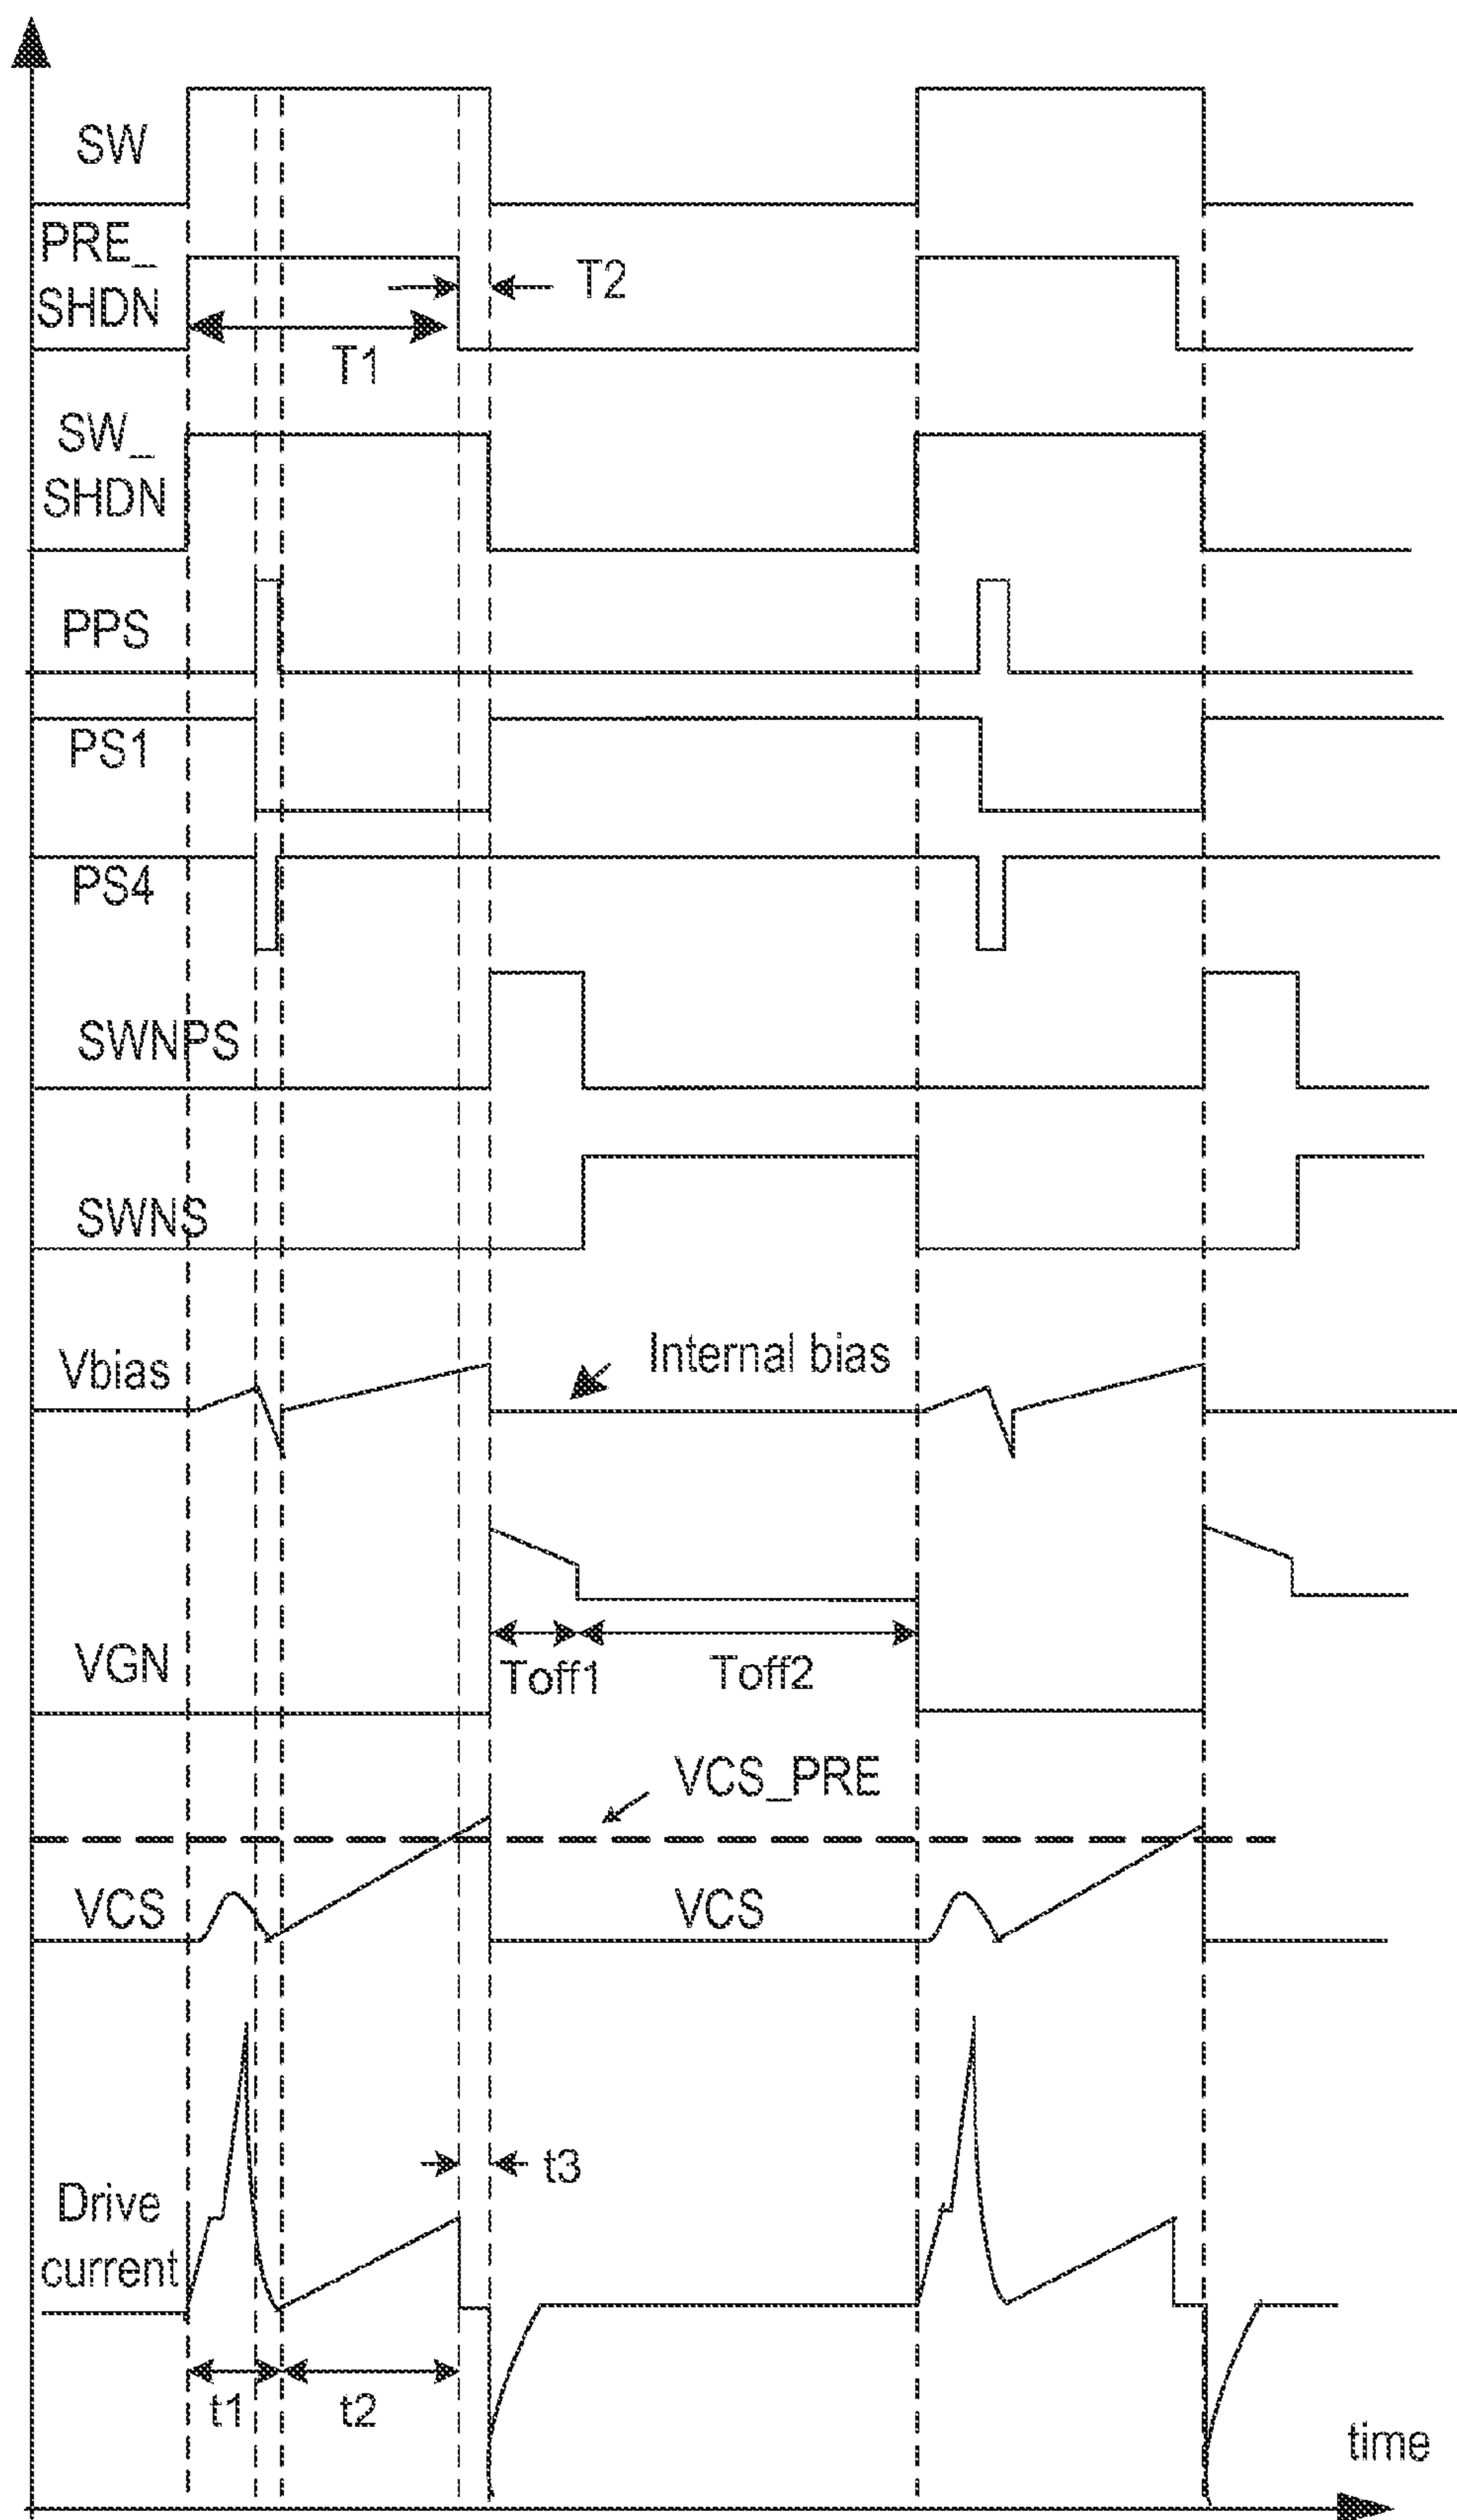 SW
PRE_
SHDN
T2
T1
SW_
SHDN
PPS
PS1
PS4
SWNPS
SWNS
Vbias
Internal bias
VGN
Toff1
Toff2
VCS_PRE
VCS
VCS
t3
Drive
current
t1
t2
time